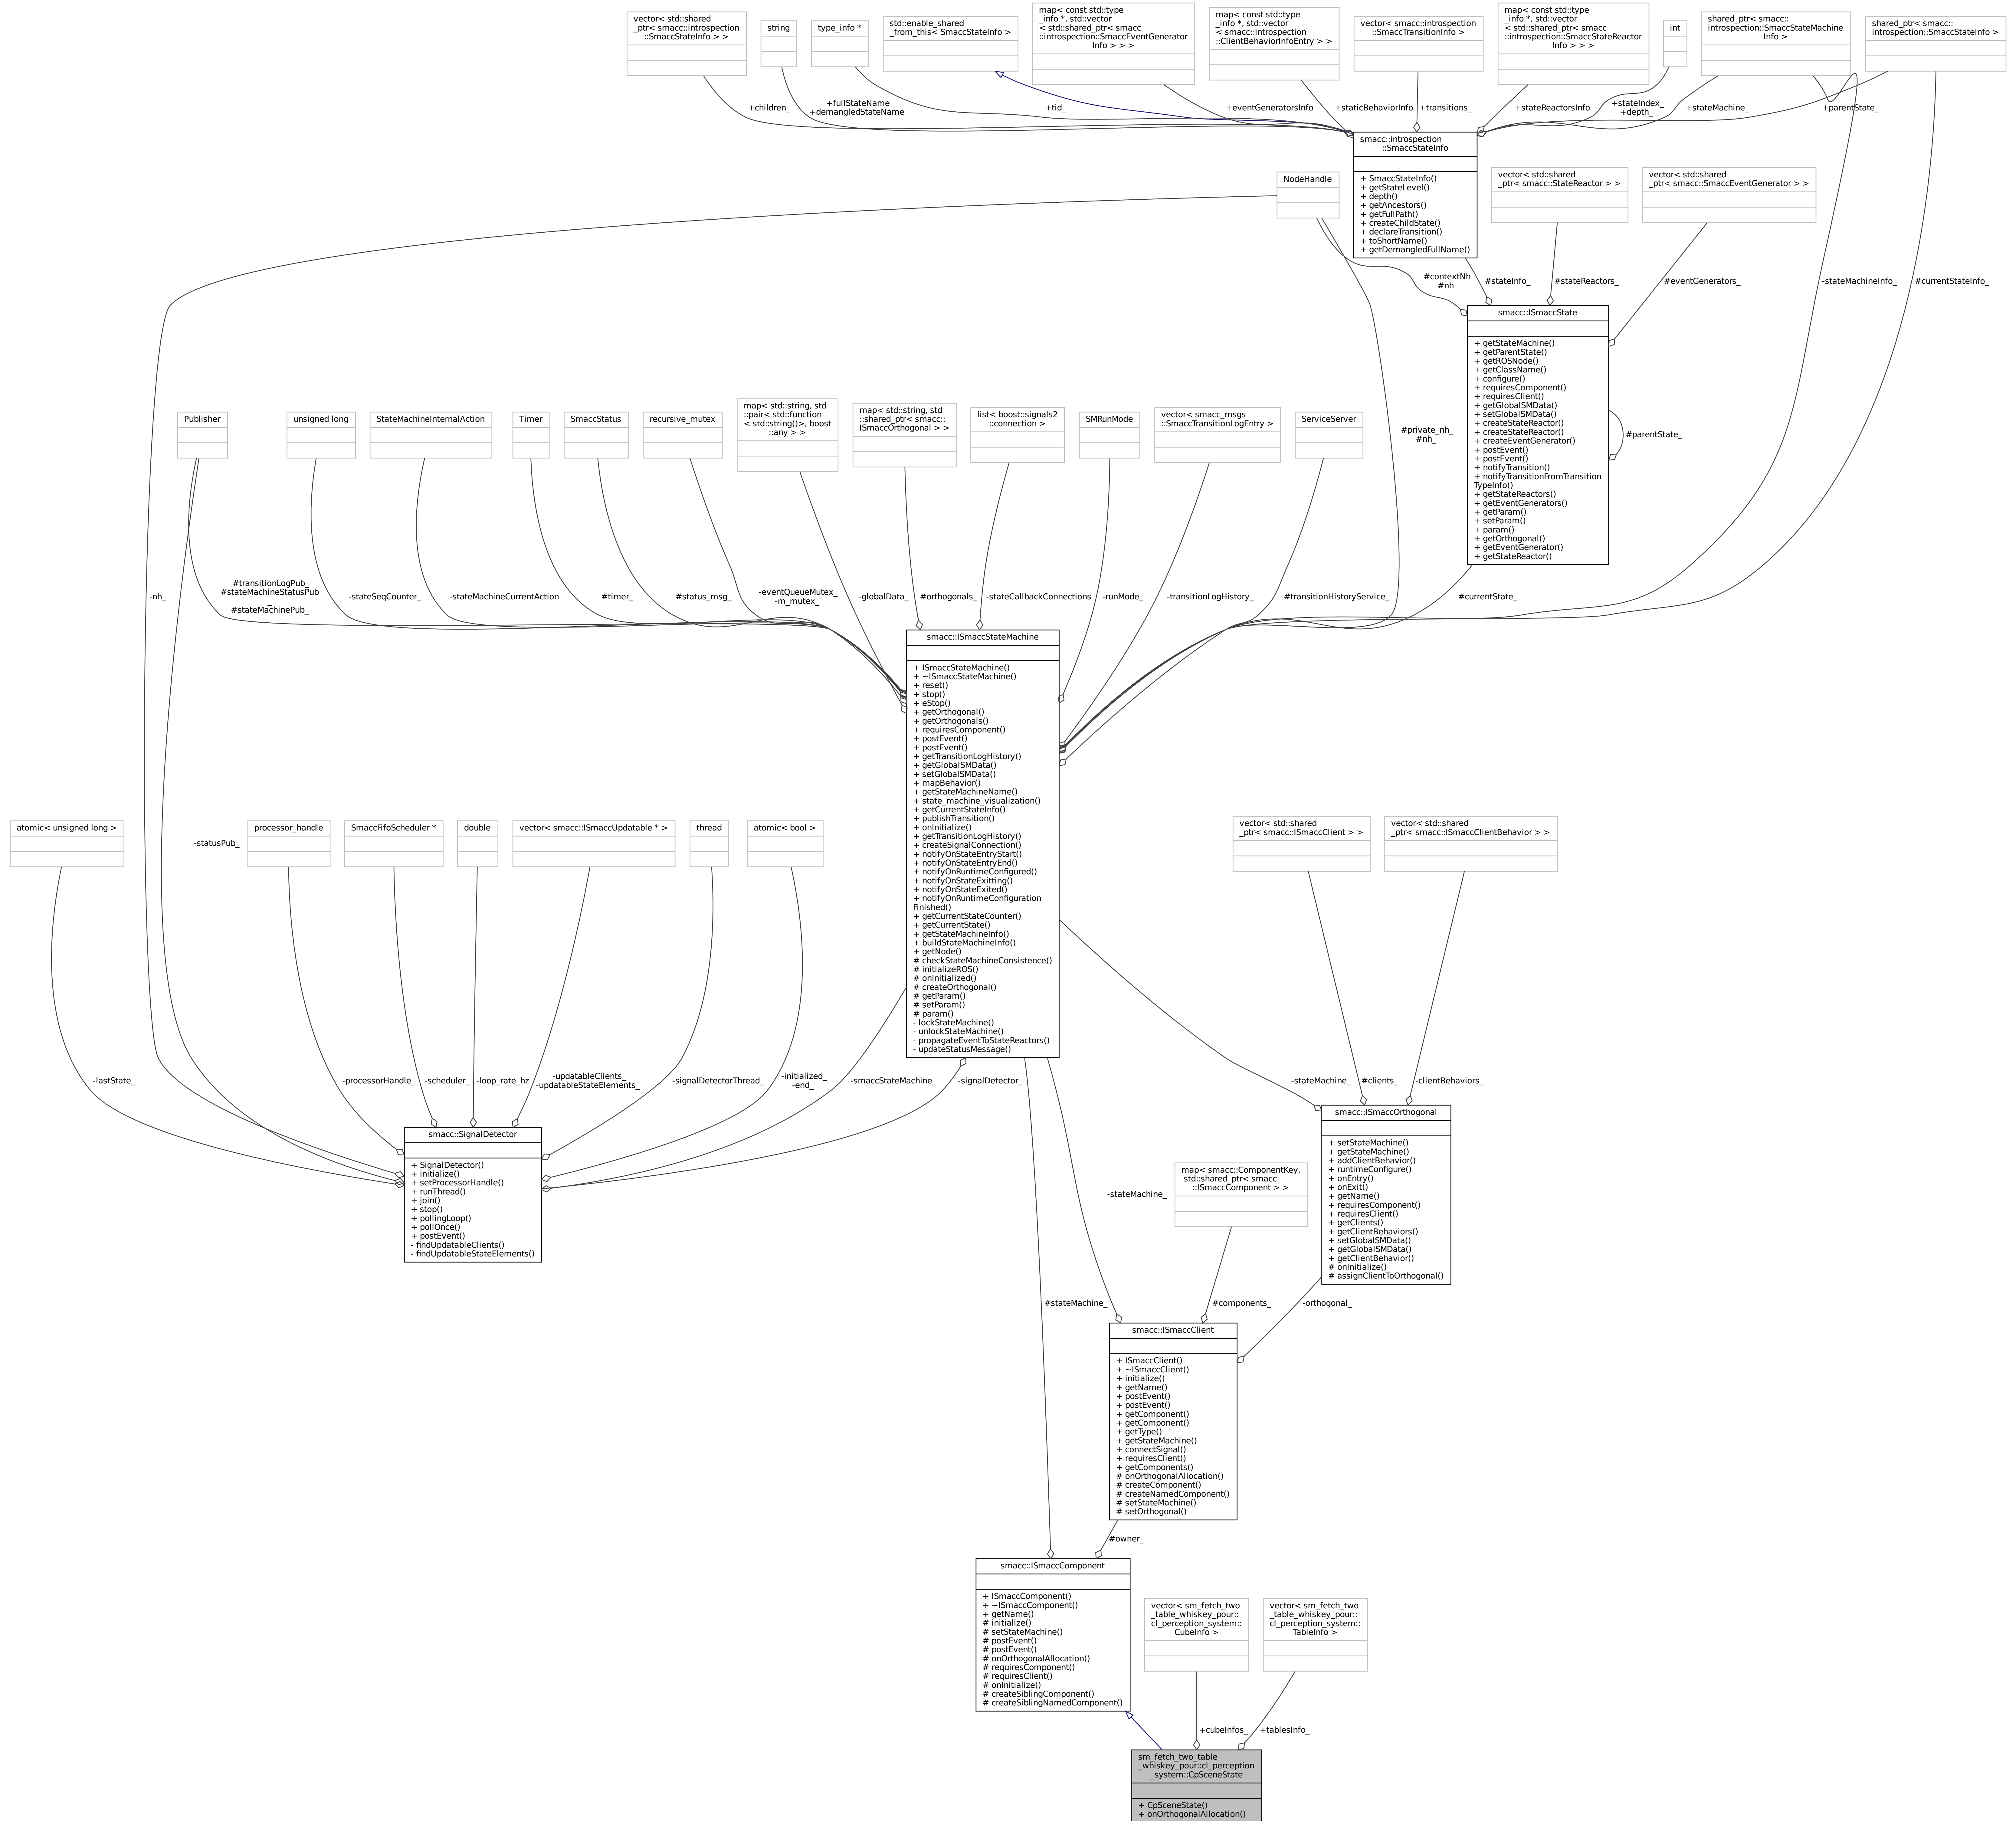 vector< std::shared
_ptr< smacc::introspection
::SmaccStateInfo > >
string
type_info *
std::enable_shared
_from_this< SmaccStateInfo >
map< const std::type
_info *, std::vector
< std::shared_ptr< smacc
::introspection::SmaccEventGenerator
Info > > >
map< const std::type
_info *, std::vector
< smacc::introspection
::ClientBehaviorInfoEntry > >
vector< smacc::introspection
::SmaccTransitionInfo >
map< const std::type
_info *, std::vector
< std::shared_ptr< smacc
::introspection::SmaccStateReactor
Info > > >
int
shared_ptr< smacc::
introspection::SmaccStateMachine
Info >
shared_ptr< smacc::
introspection::SmaccStateInfo >
+children_
+fullStateName
+demangledStateName
+tid_
+eventGeneratorsInfo
+staticBehaviorInfo
+transitions_
+stateReactorsInfo
+stateIndex_
+depth_
+stateMachine_
+parentState_
smacc::introspection
::SmaccStateInfo
+ SmaccStateInfo()
+ getStateLevel()
+ depth()
+ getAncestors()
+ getFullPath()
+ createChildState()
+ declareTransition()
+ toShortName()
+ getDemangledFullName()
NodeHandle
vector< std::shared
_ptr< smacc::StateReactor > >
vector< std::shared
_ptr< smacc::SmaccEventGenerator > >
#contextNh
#nh
#stateInfo_
#stateReactors_
#eventGenerators_
-stateMachineInfo_
#currentStateInfo_
smacc::ISmaccState
+ getStateMachine()
+ getParentState()
+ getROSNode()
+ getClassName()
+ configure()
+ requiresComponent()
+ requiresClient()
+ getGlobalSMData()
+ setGlobalSMData()
+ createStateReactor()
+ createStateReactor()
+ createEventGenerator()
+ postEvent()
+ postEvent()
+ notifyTransition()
+ notifyTransitionFromTransition
TypeInfo()
+ getStateReactors()
+ getEventGenerators()
+ getParam()
+ setParam()
+ param()
+ getOrthogonal()
+ getEventGenerator()
+ getStateReactor()
#parentState_
Publisher
unsigned long
StateMachineInternalAction
Timer
SmaccStatus
recursive_mutex
map< std::string, std
::pair< std::function
< std::string()>, boost
::any > >
map< std::string, std
::shared_ptr< smacc::
ISmaccOrthogonal > >
list< boost::signals2
::connection >
SMRunMode
vector< smacc_msgs
::SmaccTransitionLogEntry >
ServiceServer
#private_nh_
#nh_
-nh_
#transitionLogPub_
#stateMachineStatusPub
_
#stateMachinePub_
-stateSeqCounter_
-stateMachineCurrentAction
#timer_
#status_msg_
-eventQueueMutex_
-m_mutex_
-globalData_
#orthogonals_
-stateCallbackConnections
-runMode_
-transitionLogHistory_
#transitionHistoryService_
#currentState_
smacc::ISmaccStateMachine
+ ISmaccStateMachine()
+ ~ISmaccStateMachine()
+ reset()
+ stop()
+ eStop()
+ getOrthogonal()
+ getOrthogonals()
+ requiresComponent()
+ postEvent()
+ postEvent()
+ getTransitionLogHistory()
+ getGlobalSMData()
+ setGlobalSMData()
+ mapBehavior()
+ getStateMachineName()
+ state_machine_visualization()
+ getCurrentStateInfo()
+ publishTransition()
+ onInitialize()
+ getTransitionLogHistory()
+ createSignalConnection()
+ notifyOnStateEntryStart()
+ notifyOnStateEntryEnd()
+ notifyOnRuntimeConfigured()
+ notifyOnStateExitting()
+ notifyOnStateExited()
+ notifyOnRuntimeConfiguration
Finished()
+ getCurrentStateCounter()
+ getCurrentState()
+ getStateMachineInfo()
+ buildStateMachineInfo()
+ getNode()
# checkStateMachineConsistence()
# initializeROS()
# onInitialized()
# createOrthogonal()
# getParam()
# setParam()
# param()
- lockStateMachine()
- unlockStateMachine()
- propagateEventToStateReactors()
- updateStatusMessage()
atomic< unsigned long >
-statusPub_
processor_handle
SmaccFifoScheduler *
double
vector< smacc::ISmaccUpdatable * >
thread
atomic< bool >
vector< std::shared
_ptr< smacc::ISmaccClient > >
vector< std::shared
_ptr< smacc::ISmaccClientBehavior > >
-lastState_
-processorHandle_
-scheduler_
-loop_rate_hz
-updatableClients_
-updatableStateElements_
-signalDetectorThread_
-initialized_
-end_
-smaccStateMachine_
-signalDetector_
-stateMachine_
#clients_
-clientBehaviors_
smacc::SignalDetector
+ SignalDetector()
+ initialize()
+ setProcessorHandle()
+ runThread()
+ join()
+ stop()
+ pollingLoop()
+ pollOnce()
+ postEvent()
- findUpdatableClients()
- findUpdatableStateElements()
smacc::ISmaccOrthogonal
+ setStateMachine()
+ getStateMachine()
+ addClientBehavior()
+ runtimeConfigure()
+ onEntry()
+ onExit()
+ getName()
+ requiresComponent()
+ requiresClient()
+ getClients()
+ getClientBehaviors()
+ setGlobalSMData()
+ getGlobalSMData()
+ getClientBehavior()
# onInitialize()
# assignClientToOrthogonal()
-stateMachine_
map< smacc::ComponentKey,
std::shared_ptr< smacc
::ISmaccComponent > >
#stateMachine_
#components_
-orthogonal_
smacc::ISmaccClient
+ ISmaccClient()
+ ~ISmaccClient()
+ initialize()
+ getName()
+ postEvent()
+ postEvent()
+ getComponent()
+ getComponent()
+ getType()
+ getStateMachine()
+ connectSignal()
+ requiresClient()
+ getComponents()
# onOrthogonalAllocation()
# createComponent()
# createNamedComponent()
# setStateMachine()
# setOrthogonal()
#owner_
smacc::ISmaccComponent
+ ISmaccComponent()
+ ~ISmaccComponent()
+ getName()
# initialize()
# setStateMachine()
# postEvent()
# postEvent()
# onOrthogonalAllocation()
# requiresComponent()
# requiresClient()
# onInitialize()
# createSiblingComponent()
# createSiblingNamedComponent()
vector< sm_fetch_two
_table_whiskey_pour::
cl_perception_system::
CubeInfo >
vector< sm_fetch_two
_table_whiskey_pour::
cl_perception_system::
TableInfo >
+cubeInfos_
+tablesInfo_
sm_fetch_two_table
_whiskey_pour::cl_perception
_system::CpSceneState
+ CpSceneState()
+ onOrthogonalAllocation()